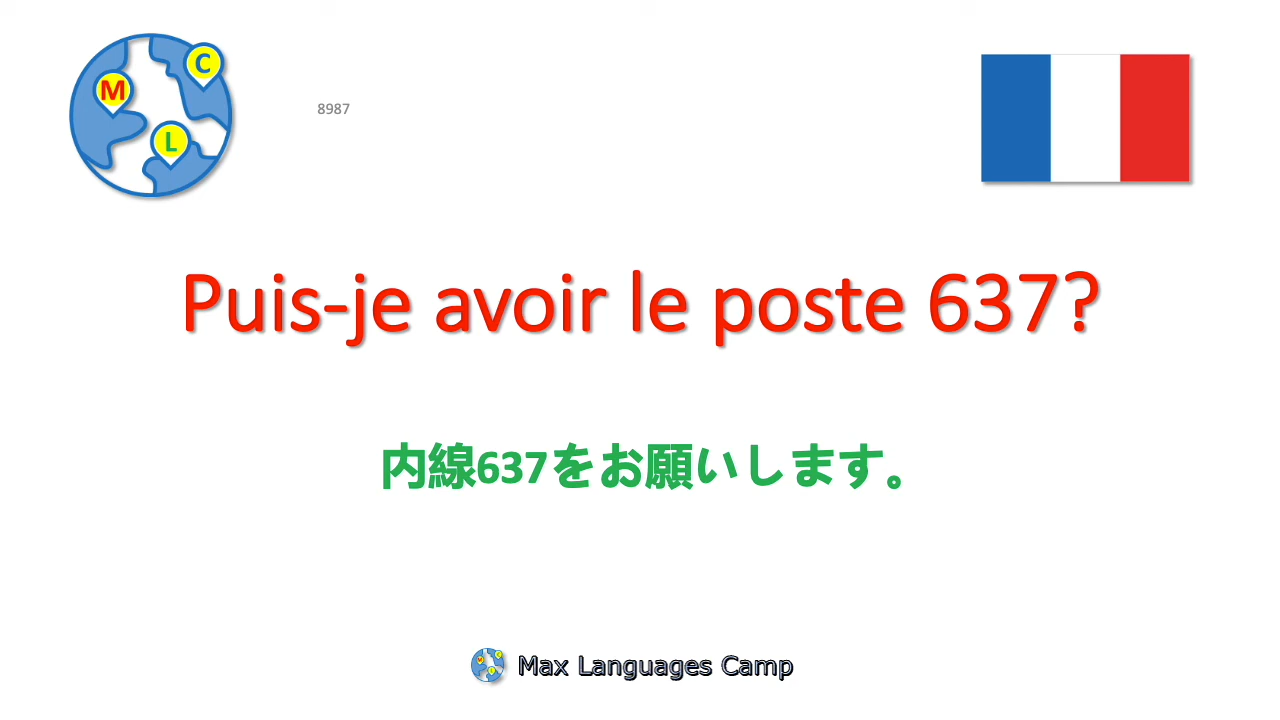 M
C
L
8987
Puis-je avoir le poste 637?
内線637をお願いします。
Max Languages Camp